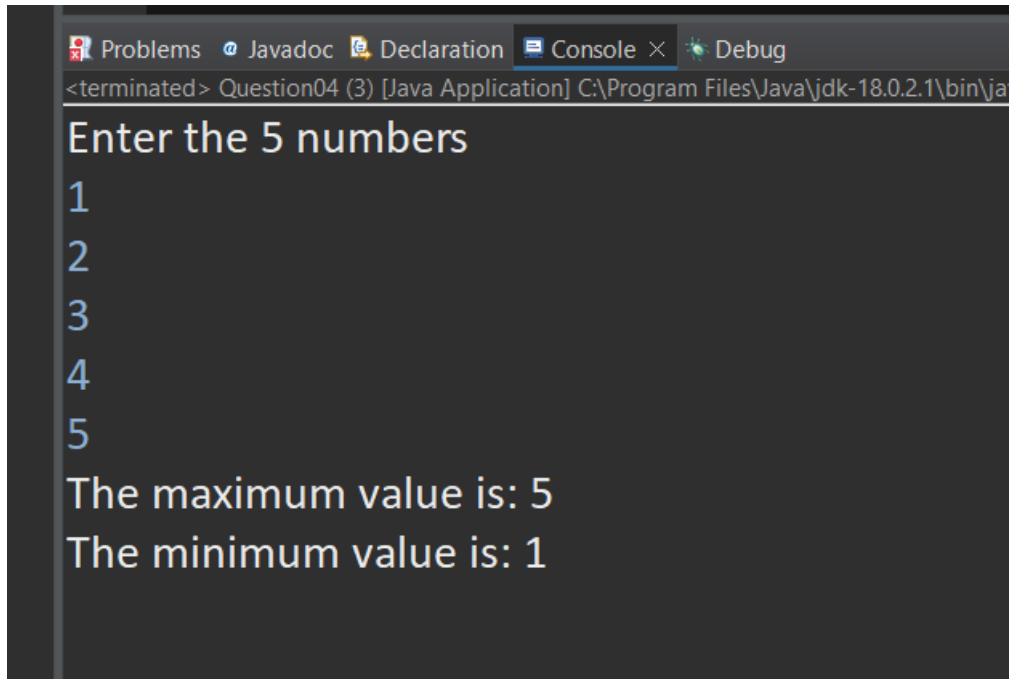 Problems @ Javadoc Declaration Console × Debug
<terminated> Question04 (3) [Java Application] C:\Program Files\Java\jdk-18.0.2.1\bin\ja
Enter the 5 numbers
1
2
3
4
5
The maximum value is: 5
The minimum value is: 1